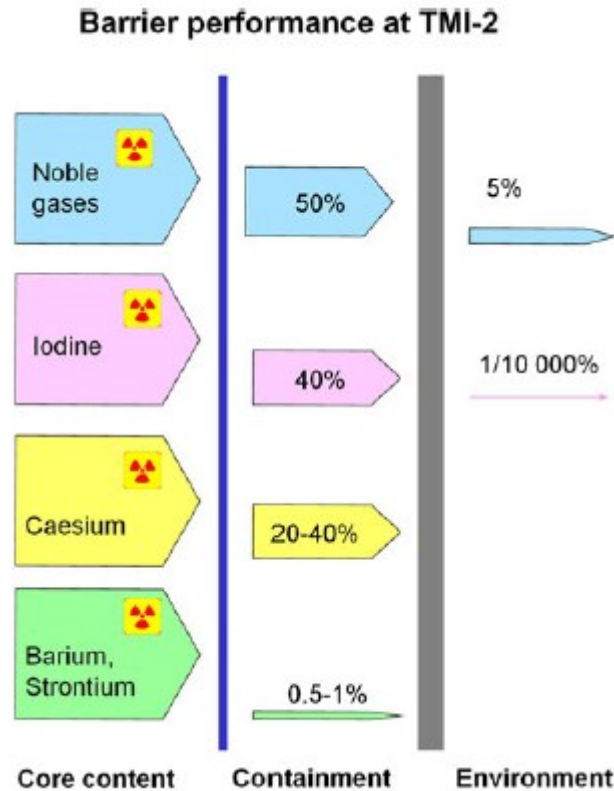 Barrier performance at TMI-2
Noble
gases
50%
5%
Iodine
40%
1/10 000%
Caesium
20-40%
Barium,
Strontium
0.5-1%
Core content
Containment
Environment